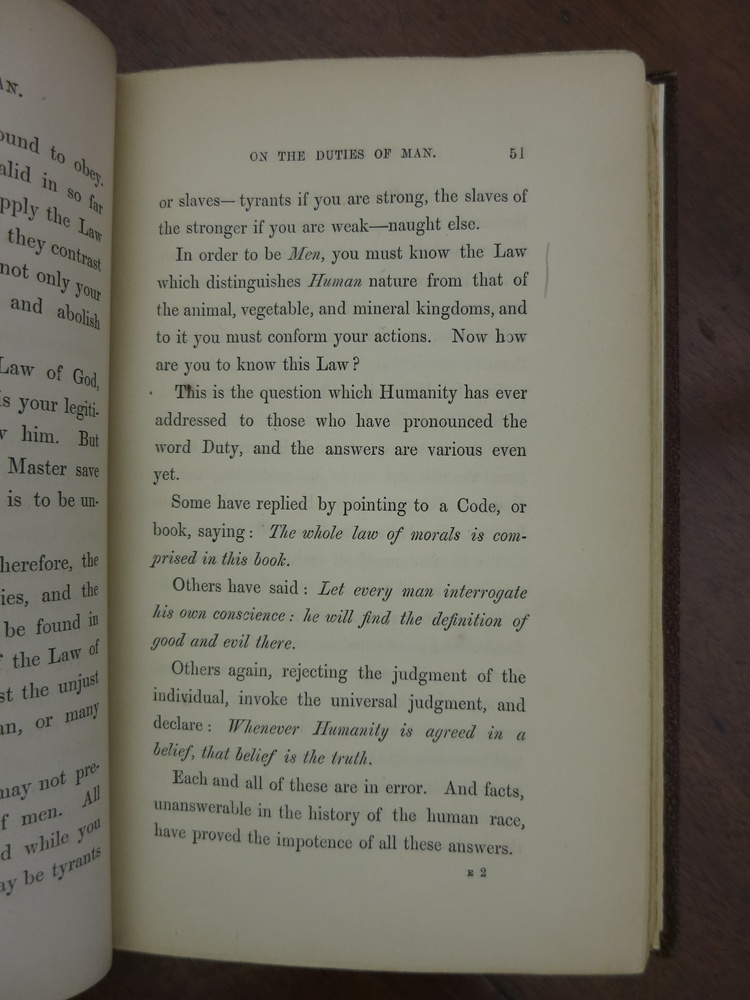 AN.
ound to obey.
alid in so far
pply the Law
they contrast
not only your
and abolish
Law of God,
is your legiti-
w him. But
Master save
is to be un-
herefore, the
ies, and the
be found in
f the Law of
st the unjust
an, or many
may not pre-
f men. All
d while you
ay be tyrants
ON THE DUTIES OF MAN. 51
or slaves— tyrants if you are strong, the slaves of
the stronger if you are weak—naught else.
In order to be Men, you must know the Law
which distinguishes Human nature from that of
the animal, vegetable, and mineral kingdoms, and
to it you must conform your actions. Now how
are you to know this Law?
This is the question which Humanity has ever
addressed to those who have pronounced the
word Duty, and the answers are various even
yet.
Some have replied by pointing to a Code, or
book, saying: The whole law of morals is com-
prised in this book.
Others have said: Let every man interrogate
his own conscience: he will find the definition of
good and evil there.
Others again, rejecting the judgment of the
individual, invoke the universal judgment, and
declare: Whenever Humanity is agreed in a
belief, that belief is the truth.
Each and all of these are in error. And facts,
unanswerable in the history of the human race,
have proved the impotence of all these answers.
E 2